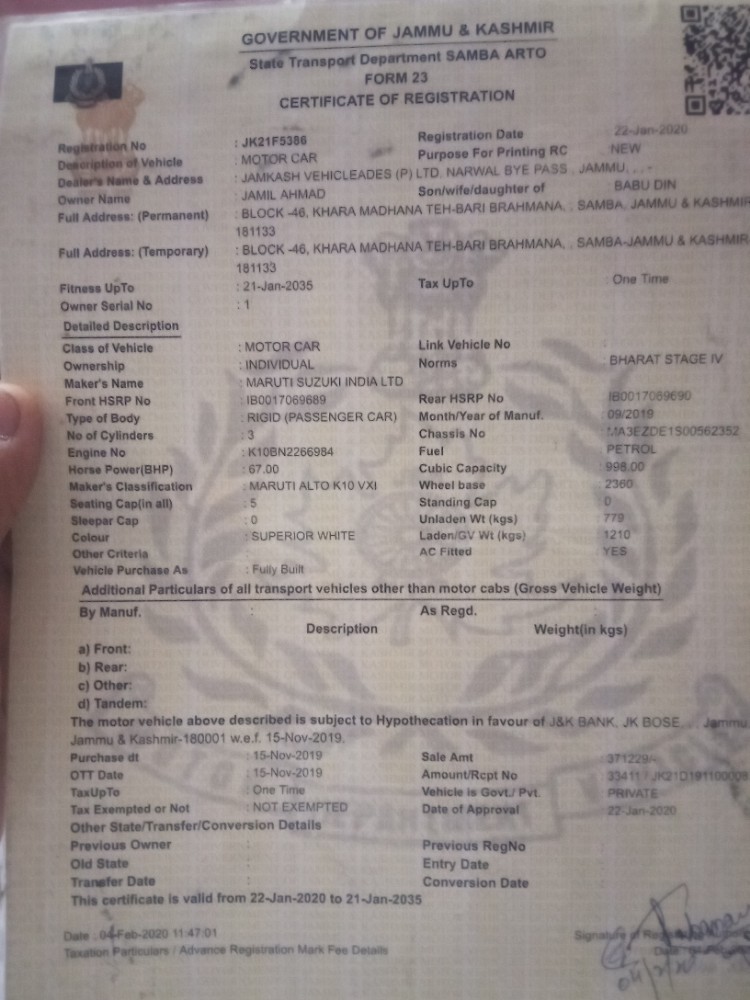 GOVERNMENT OF JAMMU & KASHMIR
State Transport Department SAMBA ARTO
FORM 23
CERTIFICATE OF REGISTRATION
Registration No : JK21F5386 Registration Date 22-Jan-2020
Description of Vehicle : MOTOR CAR Purpose For Printing RC NEW
Dealer's Name & Address : JAMKASH VEHICLEADES (P) LTD. NARWAL BYE PASS , JAMMU, , , -
Owner Name : JAMIL AHMAD Son/wife/daughter of BABU DIN
Full Address: (Permanent) : BLOCK -46, KHARA MADHANA TEH-BARI BRAHMANA, . SAMBA, JAMMU & KASHMIR
181133
Full Address: (Temporary) : BLOCK -46, KHARA MADHANA TEH-BARI BRAHMANA, . SAMBA-JAMMU & KASHMIR
181133
Fitness UpTo : 21-Jan-2035 Tax UpTo : One Time
Owner Serial No : 1
Detailed Description
Class of Vehicle : MOTOR CAR Link Vehicle No
Ownership : INDIVIDUAL Norms : BHARAT STAGE IV
Maker's Name : MARUTI SUZUKI INDIA LTD
Front HSRP No : IB0017069689 Rear HSRP No IB0017069690
Type of Body : RIGID (PASSENGER CAR) Month/Year of Manuf. : 09/2019
No of Cylinders : 3 Chassis No : MA3EZDE1S00562352
Engine No : K10BN2266984 Fuel PETROL
Horse Power(BHP) : 67.00 Cubic Capacity : 998.00
Maker's Classification : MARUTI ALTO K10 VXI Wheel base : 2360
Seating Cap(in all) : 5 Standing Cap : 0
Sleepar Cap : 0 Unladen Wt (kgs) : 779
Colour : SUPERIOR WHITE Laden/GV Wt (kgs) : 1210
Other Criteria : AC Fitted : YES
Vehicle Purchase As : Fully Built
Additional Particulars of all transport vehicles other than motor cabs (Gross Vehicle Weight)
By Manuf. : As Regd. :
Description Weight(in kgs)
a) Front:
b) Rear:
c) Other:
d) Tandem:
The motor vehicle above described is subject to Hypothecation in favour of J&K BANK, JK BOSE, , , Jammu
Jammu & Kashmir-180001 w.e.f. 15-Nov-2019.
Purchase dt : 15-Nov-2019 Sale Amt : 371229/-
OTT Date : 15-Nov-2019 Amount/Rcpt No : 33411 / JK21D191100008
TaxUpTo : One Time Vehicle is Govt./ Pvt. : PRIVATE
Tax Exempted or Not : NOT EXEMPTED Date of Approval : 22-Jan-2020
Other State/Transfer/Conversion Details
Previous Owner : Previous RegNo
Old State : Entry Date
Transfer Date : Conversion Date
This certificate is valid from 22-Jan-2020 to 21-Jan-2035
Date : 04-Feb-2020 11:47:01 Signature of
Taxation Particulars / Advance Registration Mark Fee Details Date